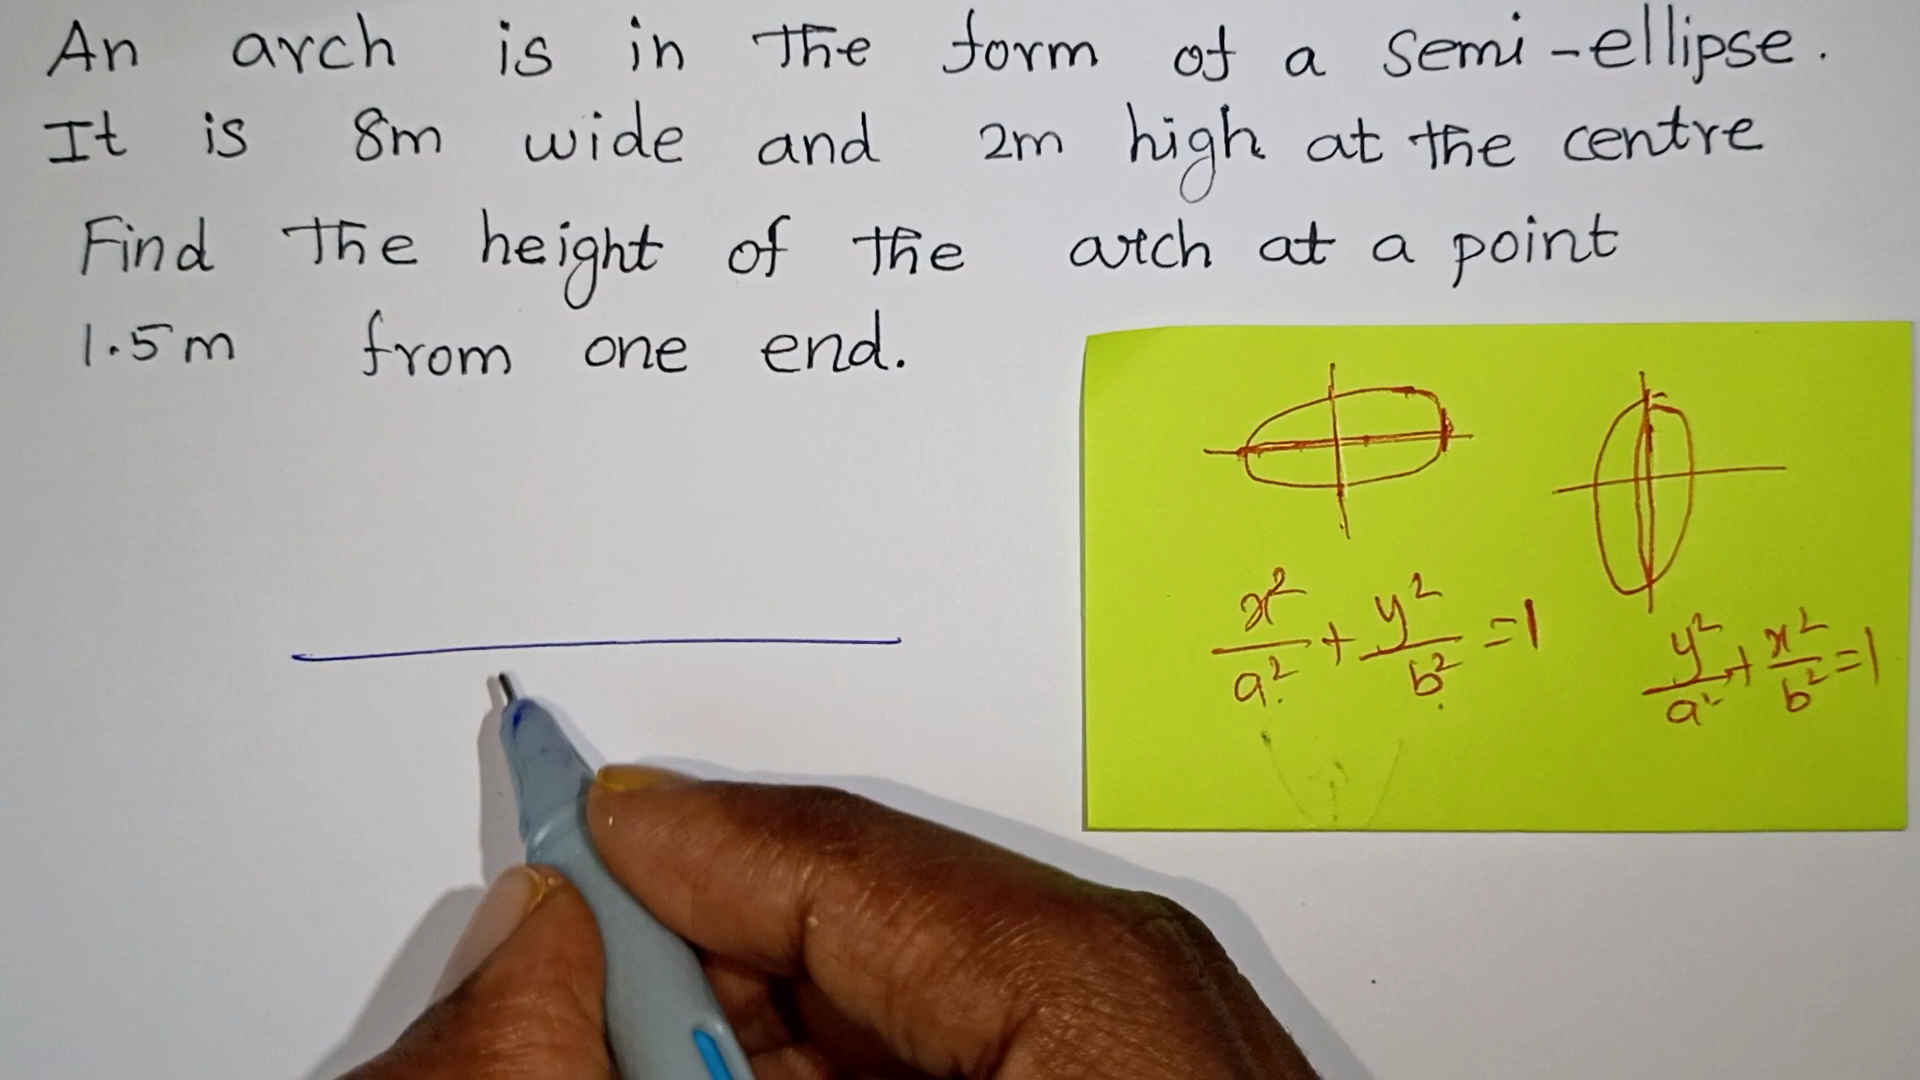 An arch is in the form of a semi-ellipse.
It is 8m wide and 2m high at the centre
Find the height of the arch at a point
1.5m from one end.
x²/a² + y²/b² = 1
y²/a² + x²/b² = 1